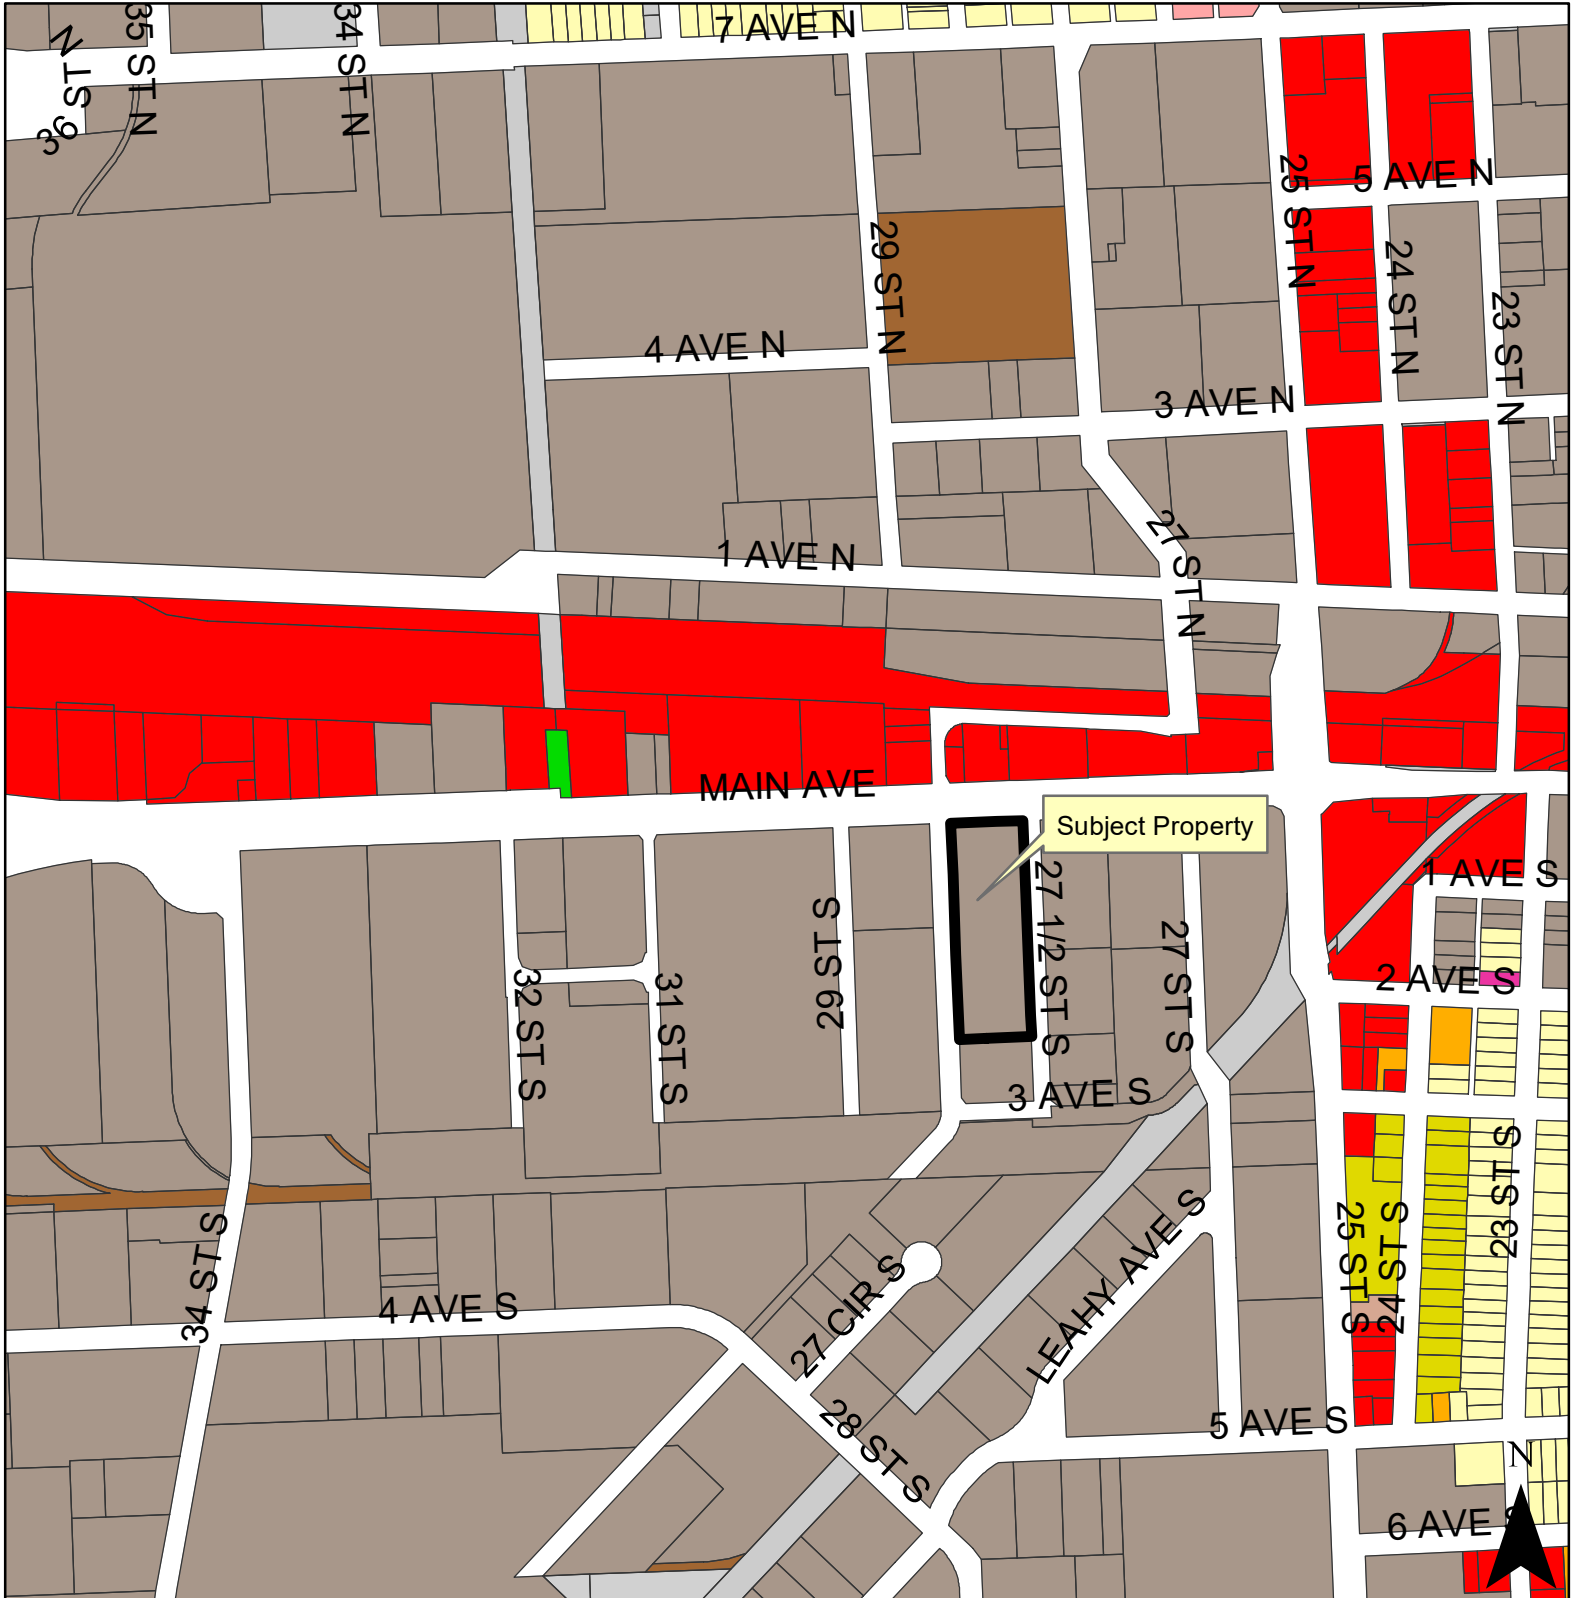 35 ST N
34 ST N
7 AVE N
36 ST N
25 ST N
5 AVE N
29 ST N
24 ST N
23 ST N
4 AVE N
3 AVE N
27 ST N
1 AVE N
MAIN AVE
Subject Property
1 AVE S
29 ST S
27 1/2 ST S
27 ST S
32 ST S
31 ST S
2 AVE S
3 AVE S
34 ST S
LEAHY AVE S
25 ST S
24 ST S
23 ST S
27 CIR S
4 AVE S
28 ST S
5 AVE S
N
6 AVE S